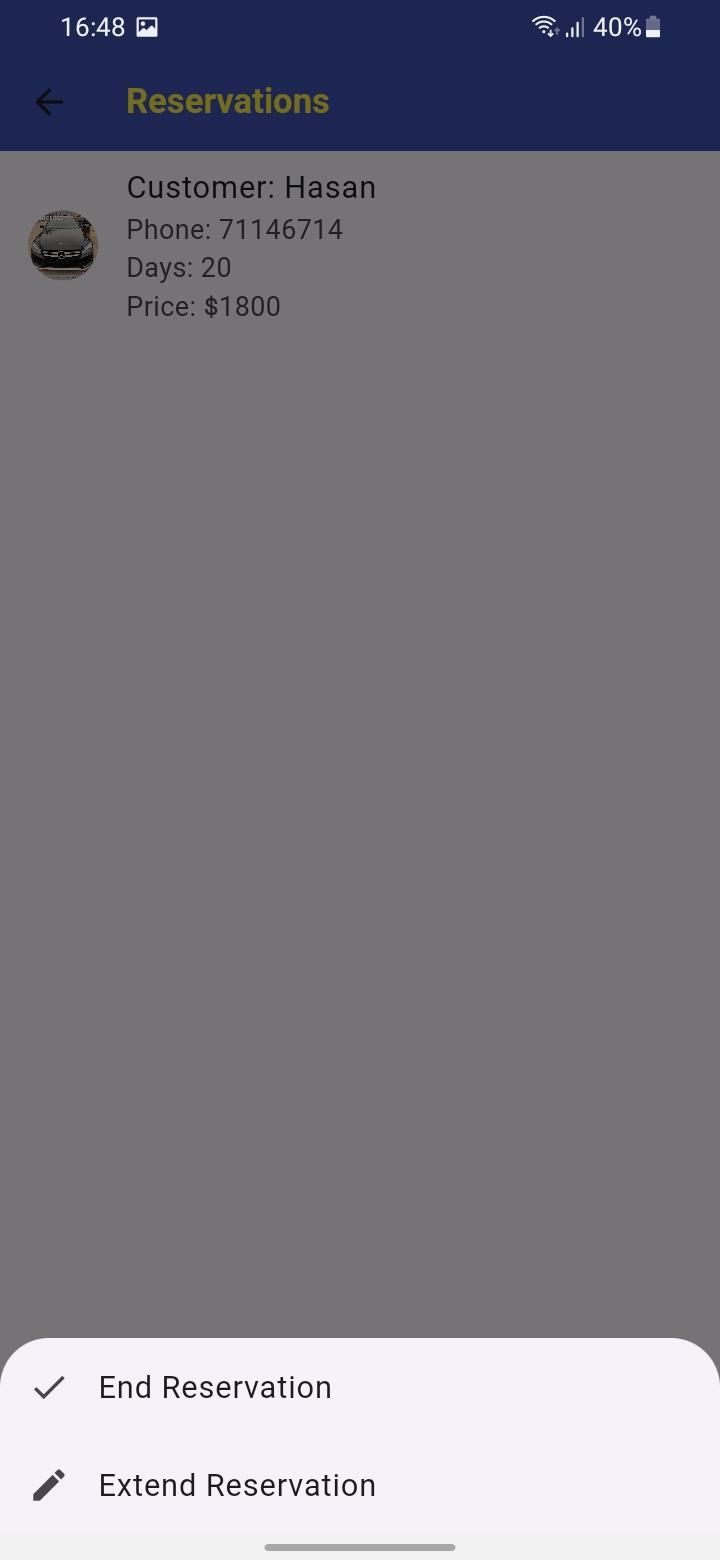 16:48
40%
Reservations
Customer: Hasan
Phone: 71146714
Days: 20
Price: $1800
End Reservation
Extend Reservation